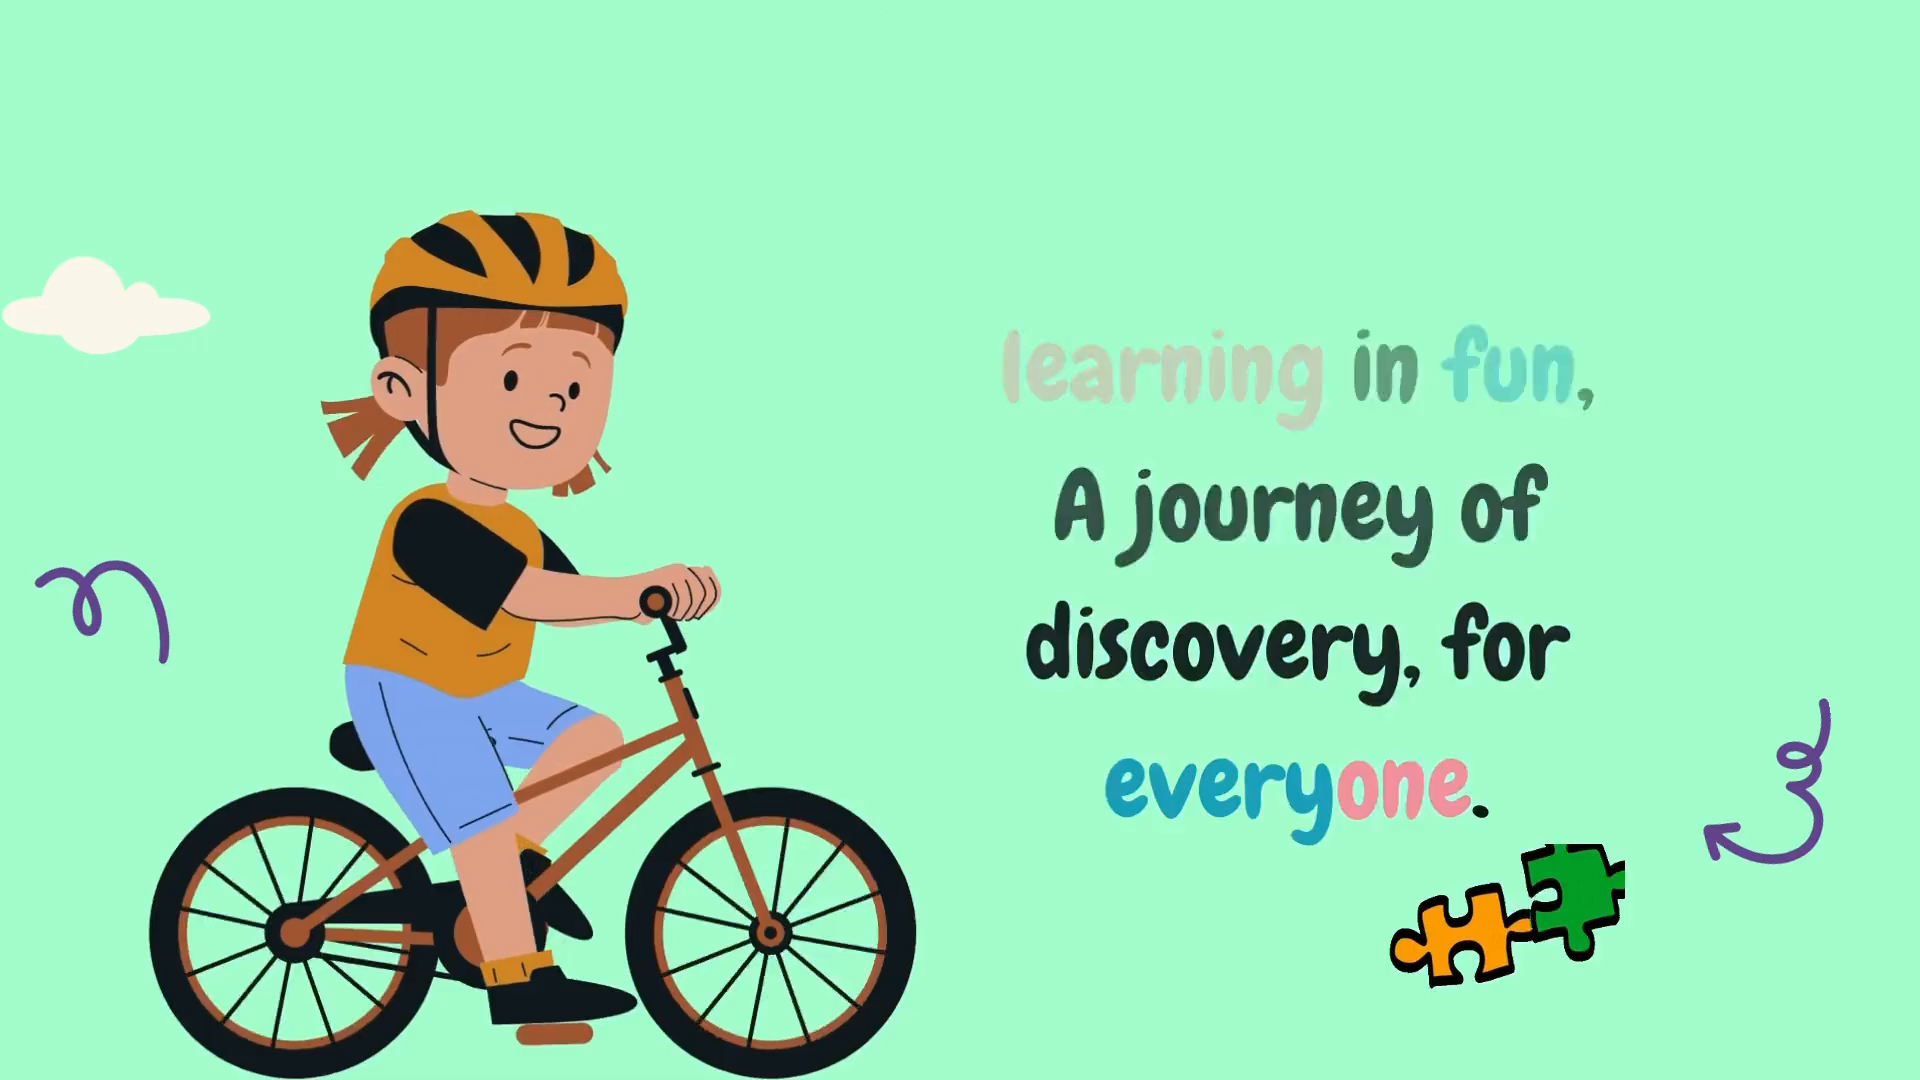 learning in fun,
A journey of
discovery, for
everyone.